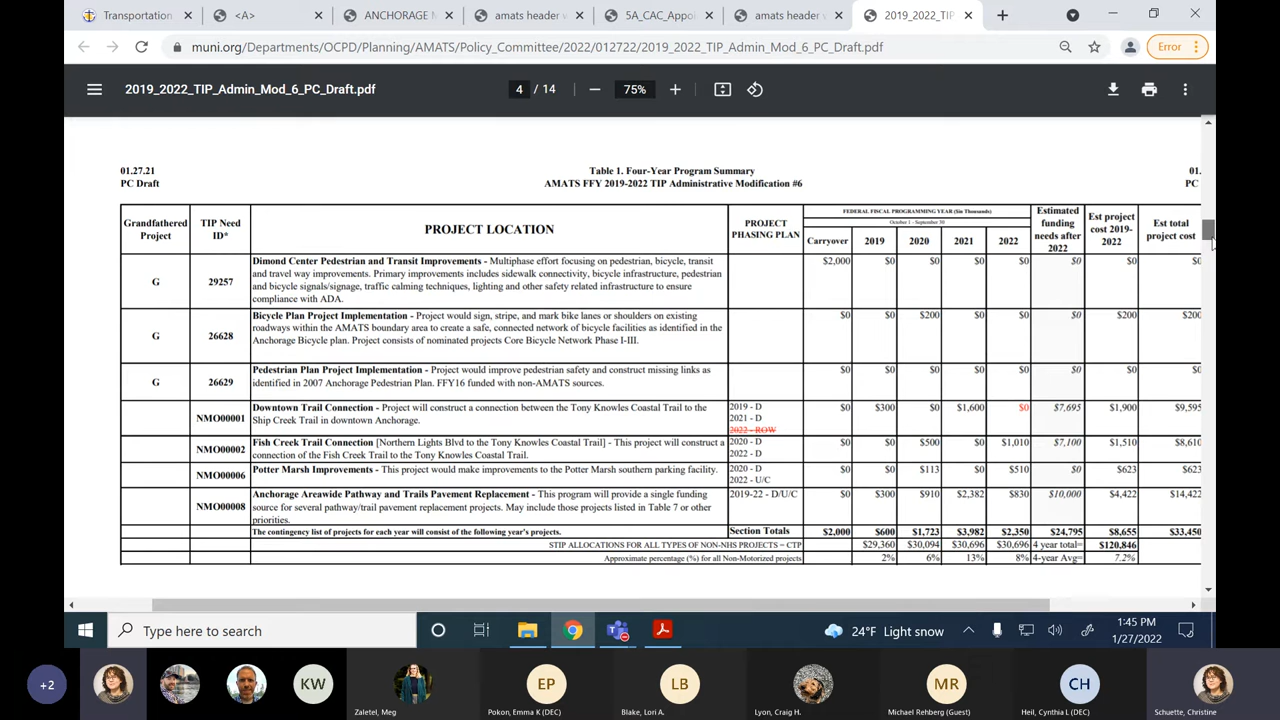 Transportation
<A>
ANCHORAGE M
amats header w
5A_CAC_Appoi
amats header w
2019_2022_TIP
muni.org/Departments/OCPD/Planning/AMATS/Policy_Committee/2022/012722/2019_2022_TIP_Admin_Mod_6_PC_Draft.pdf
Error
2019_2022_TIP_Admin_Mod_6_PC_Draft.pdf
4 / 14
75%
01.27.21
PC Draft
Table 1. Four-Year Program Summary
AMATS FFY 2019-2022 TIP Administrative Modification #6
01.
PC
Grandfathered Project
TIP Need ID*
PROJECT LOCATION
PROJECT PHASING PLAN
FEDERAL FISCAL PROGRAMMING YEAR ($in Thousands)
October 1 - September 30
Carryover 2019 2020 2021 2022
Estimated funding needs after 2022
Est project cost 2019-2022
Est total project cost
G 29257 Dimond Center Pedestrian and Transit Improvements - Multiphase effort focusing on pedestrian, bicycle, transit $2,000 $0 $0 $0 $0 $0 $0 $0
and travel way improvements. Primary improvements includes sidewalk connectivity, bicycle infrastructure, pedestrian
and bicycle signals/signage, traffic calming techniques, lighting and other safety related infrastructure to ensure
compliance with ADA.
G 26628 Bicycle Plan Project Implementation - Project would sign, stripe, and mark bike lanes or shoulders on existing $0 $0 $200 $0 $0 $0 $200 $200
roadways within the AMATS boundary area to create a safe, connected network of bicycle facilities as identified in the
Anchorage Bicycle plan. Project consists of nominated projects Core Bicycle Network Phase I-III.
G 26629 Pedestrian Plan Project Implementation - Project would improve pedestrian safety and construct missing links as $0 $0 $0 $0 $0 $0 $0 $0
identified in 2007 Anchorage Pedestrian Plan. FFY16 funded with non-AMATS sources.
NMO00001 Downtown Trail Connection - Project will construct a connection between the Tony Knowles Coastal Trail to the 2019 - D $0 $300 $0 $1,600 $0 $7,695 $1,900 $9,595
Ship Creek Trail in downtown Anchorage. 2021 - D
2022 - ROW
NMO00002 Fish Creek Trail Connection [Northern Lights Blvd to the Tony Knowles Coastal Trail] - This project will construct a 2020 - D $0 $0 $500 $0 $1,010 $7,100 $1,510 $8,610
connection of the Fish Creek Trail to the Tony Knowles Coastal Trail. 2022 - D
NMO00006 Potter Marsh Improvements - This project would make improvements to the Potter Marsh southern parking facility. 2020 - D $0 $0 $113 $0 $510 $0 $623 $623
2022 - U/C
NMO00008 Anchorage Areawide Pathway and Trails Pavement Replacement - This program will provide a single funding 2019-22 - D/U/C $0 $300 $910 $2,382 $830 $10,000 $4,422 $14,422
source for several pathway/trail pavement replacement projects. May include those projects listed in Table 7 or other
priorities.
The contingency list of projects for each year will consist of the following year's projects. Section Totals $2,000 $600 $1,723 $3,982 $2,350 $24,795 $8,655 $33,450
STIP ALLOCATIONS FOR ALL TYPES OF NON-NHS PROJECTS = CTP $29,360 $30,094 $30,696 $30,696 4 year total= $120,846
Approximate percentage (%) for all Non-Motorized projects 2% 6% 13% 8% 4-year Avg= 7.2%
Type here to search
24°F Light snow
1:45 PM
1/27/2022
+2
KW
Zaletel, Meg
EP
Pokon, Emma K (DEC)
LB
Blake, Lori A.
Lyon, Craig H.
MR
Michael Rehberg (Guest)
CH
Heil, Cynthia L (DEC)
Schuette, Christine